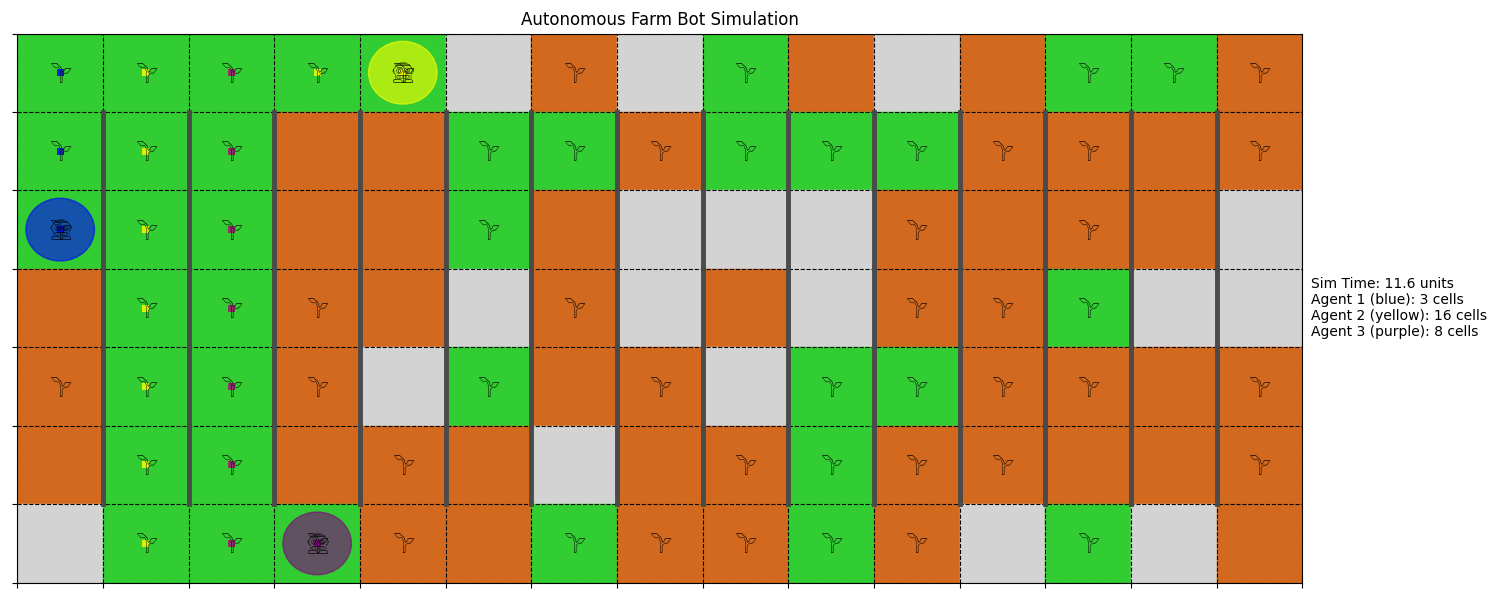 Autonomous Farm Bot Simulation
Sim Time: 11.6 units
Agent 1 (blue): 3 cells
Agent 2 (yellow): 16 cells
Agent 3 (purple): 8 cells